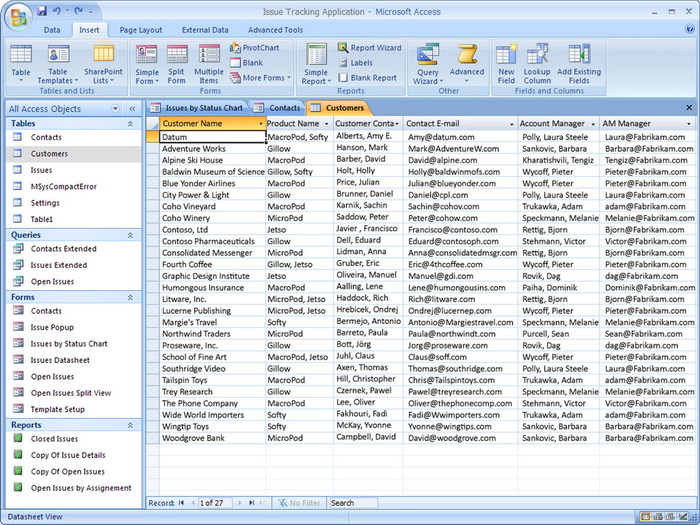 Issue Tracking Application - Microsoft Access
Data Insert Page Layout External Data Advanced Tools
Table
Table Templates
SharePoint Lists
Tables and Lists
Simple Form
Split Form
Multiple Items
PivotChart
Blank
More Forms
Forms
Simple Report
Report Wizard
Labels
Blank Report
Reports
Query Wizard
Advanced
Other
New Field
Lookup Column
Add Existing Fields
Fields and Columns
All Access Objects
Tables
Contacts
Customers
Issues
MSysCompactError
Settings
Table1
Queries
Contacts Extended
Issues Extended
Open Issues
Forms
Contacts
Issue Popup
Issues by Status Chart
Issues Datasheet
Open Issues
Open Issues Split View
Template Setup
Reports
Closed Issues
Copy Of Issue Details
Copy Of Open Issues
Open Issues by Assignement
Issues by Status Chart Contacts Customers
Customer Name Product Name Customer Conta Contact E-mail Account Manager AM Manager
Datum MacroPod, Softy Alberts, Amy E. Amy@datum.com Polly, Laura Steele Laura@Fabrikam.com
Adventure Works Gillow Hanson, Mark Mark@AdventureW.com Sankovic, Barbara Barbara@Fabrikam.com
Alpine Ski House MacroPod Barber, David David@alpine.com Kharatishvili, Tengiz Tengiz@Fabrikam.com
Baldwin Museum of Science Gillow, Softy Holt, Holly Holly@baldwinmofs.com Wycoff, Pieter Pieter@Fabrikam.com
Blue Yonder Airlines MacroPod Price, Julian Julian@blueyonder.com Wycoff, Pieter Pieter@Fabrikam.com
City Power & Light Gillow Brunner, Daniel Daniel@cpl.com Polly, Laura Steele Laura@Fabrikam.com
Coho Vineyard MacroPod Karnik, Sachin Sachin@cohov.com Trukawka, Adam adam@Fabrikam.com
Coho Winery MicroPod Saddow, Peter Peter@cohow.com Speckmann, Melanie Melanie@Fabrikam.com
Contoso, Ltd Jetso Javier , Francisco Francisco@contoso.com Rettig, Bjorn Bjorn@Fabrikam.com
Contoso Pharmaceuticals Gillow Dell, Eduard Eduard@contosoph.com Stehmann, Victor Victor@Fabrikam.com
Consolidated Messenger MicroPod Lidman, Anna Anna@consolidatedmsgr.com Rettig, Bjorn Bjorn@Fabrikam.com
Fourth Coffee Gillow, Jetso Gruber, Eric Eric@4thcoffee.com Wycoff, Pieter Pieter@Fabrikam.com
Graphic Design Institute Jetso Oliveira, Manuel Manuel@gdi.com Rovik, Dag dag@Fabrikam.com
Humongous Insurance MacroPod Aalling, Lene Lene@humongousins.com Paiha, Dominik Dominik@Fabrikam.com
Litware, Inc. MicroPod, Jetso Haddock, Rich Rich@litware.com Rettig, Bjorn Bjorn@Fabrikam.com
Lucerne Publishing MicroPod, Jetso Hrebicek, Ondrej Ondrej@lucernep.com Wycoff, Pieter Pieter@Fabrikam.com
Margie's Travel Softy Bermejo, Antonio Antonio@Margiestravel.com Speckmann, Melanie Melanie@Fabrikam.com
Northwind Traders MicroPod Barreto, Paula Paula@northwindt.com Purcell, Sean Sean@Fabrikam.com
Proseware, Inc. Gillow Bott, Jörg Jorg@proseware.com Rovik, Dag dag@Fabrikam.com
School of Fine Art MacroPod, Jetso Juhl, Claus Claus@soff.com Wycoff, Pieter Pieter@Fabrikam.com
Southridge Video Gillow Axen, Thomas Thomas@southridge.com Polly, Laura Steele Laura@Fabrikam.com
Tailspin Toys MacroPod Hill, Christopher Chris@Tailspintoys.com Trukawka, Adam adam@Fabrikam.com
Trey Research Gillow Czernek, Pawel Pawel@treyresearch.com Speckmann, Melanie Melanie@Fabrikam.com
The Phone Company MacroPod Lee, Oliver Oliver@thephonecomp.com Stehmann, Victor Victor@Fabrikam.com
Wide World Importers Softy Fakhouri, Fadi Fadi@Wwimporters.com Trukawka, Adam adam@Fabrikam.com
Wingtip Toys Softy McKay, Yvonne Yvonne@wingtips.com Sankovic, Barbara Barbara@Fabrikam.com
Woodgrove Bank MicroPod Campbell, David David@woodgrove.com Sankovic, Barbara Barbara@Fabrikam.com
Record: 1 of 27 No Filter Search
Datasheet View